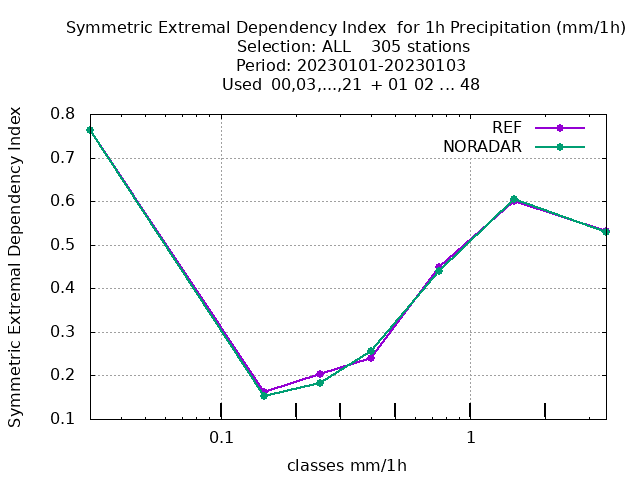 Symmetric Extremal Dependency Index  for 1h Precipitation (mm/1h)
Selection: ALL    305 stations
Period: 20230101-20230103
Used  00,03,...,21  + 01 02 ... 48
REF
NORADAR
Symmetric Extremal Dependency Index
0.8
0.7
0.6
0.5
0.4
0.3
0.2
0.1
0.1
1
classes mm/1h